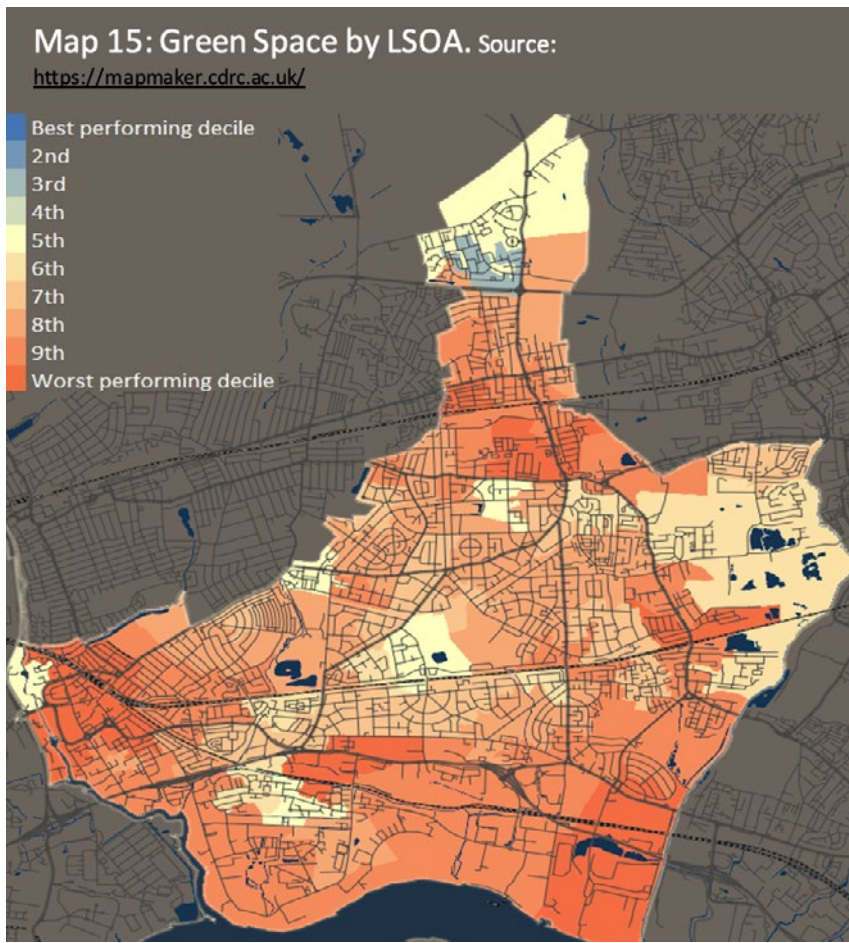 Map 15: Green Space by LSOA. Source:
https://mapmaker.cdrc.ac.uk/
Best performing decile
2nd
3rd
4th
5th
6th
7th
8th
9th
Worst performing decile